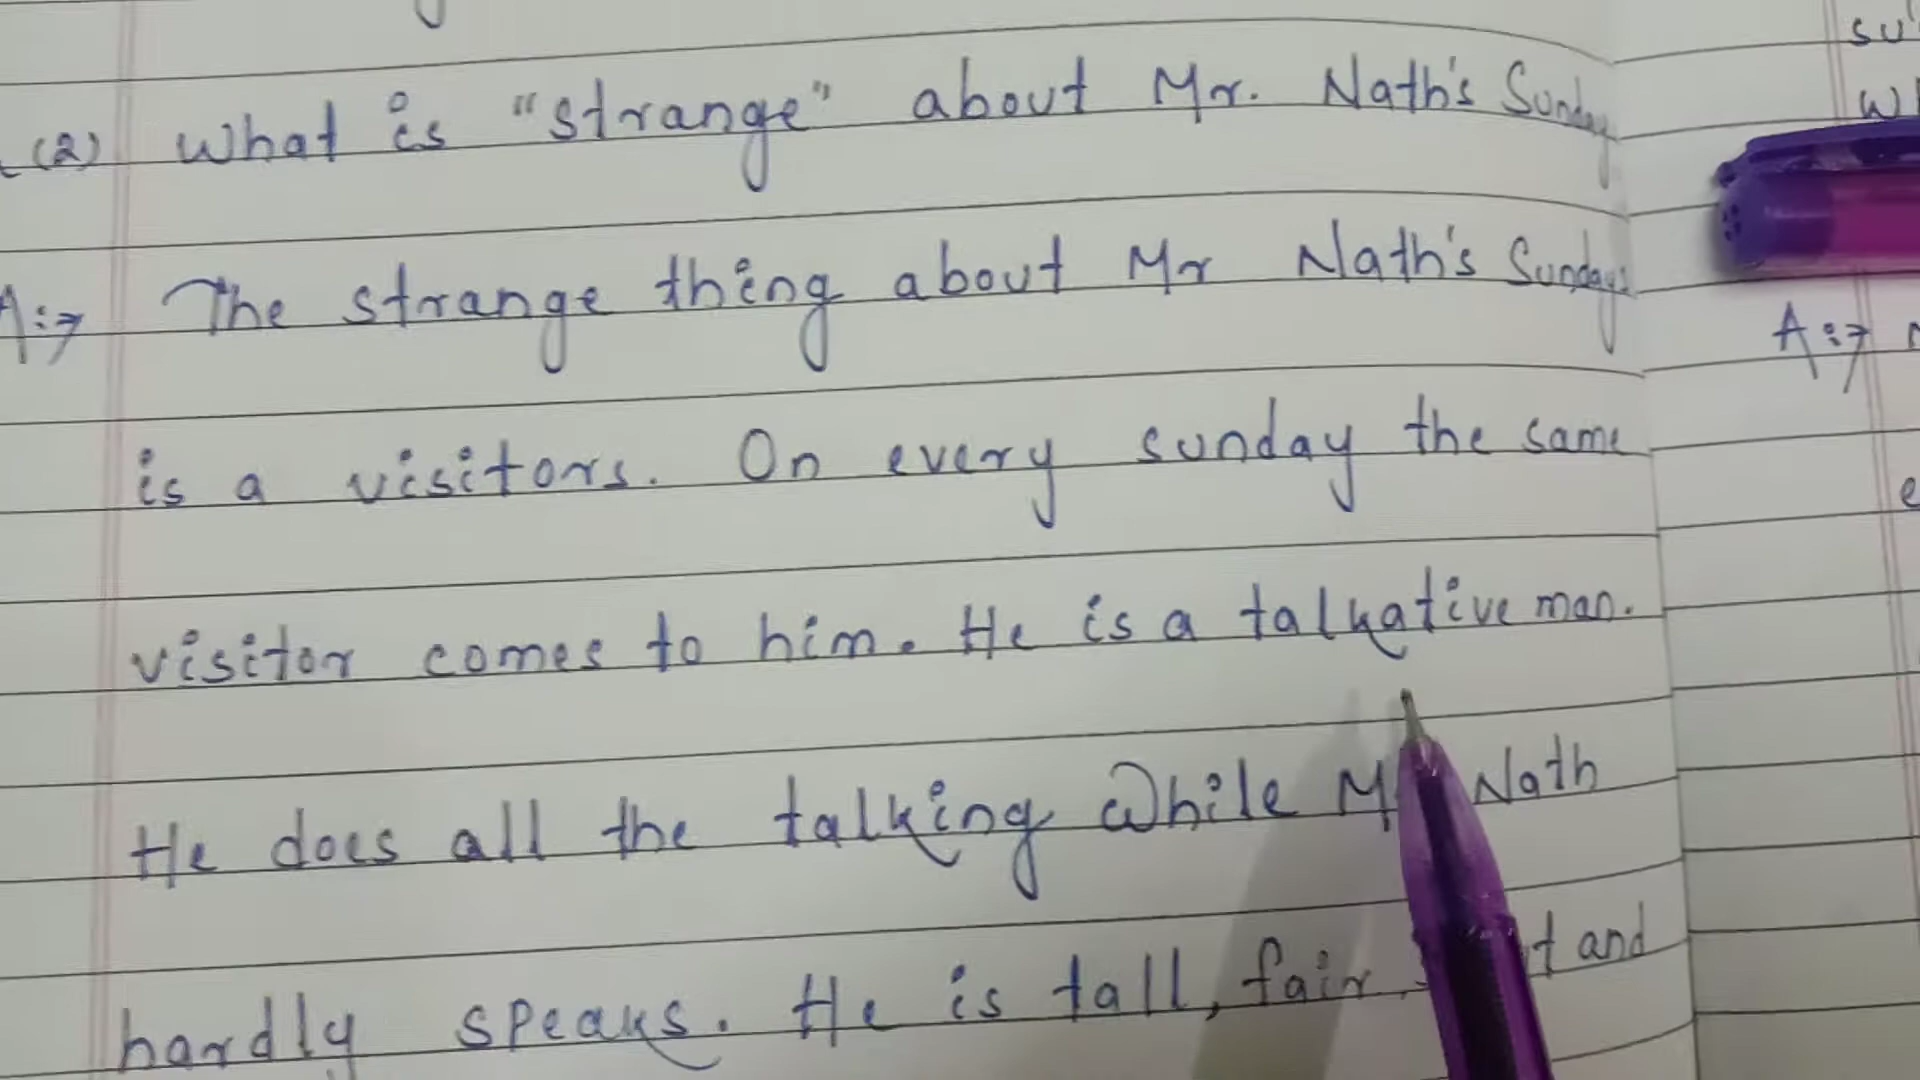 (2) What is "strange" about Mr. Nath's Sunday
A:→ The strange thing about Mr Nath's Sundays
is a visitors. On every sunday the same
visitor comes to him. He is a talkative man.
He does all the talking While Nath
hardly speaks. He is tall, fair, and
su
w
A:→
e